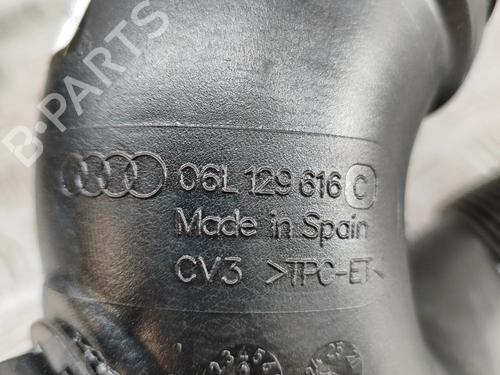 B-PARTS
06L 129 616 C
Made in Spain
CV3 >TPC-ET<